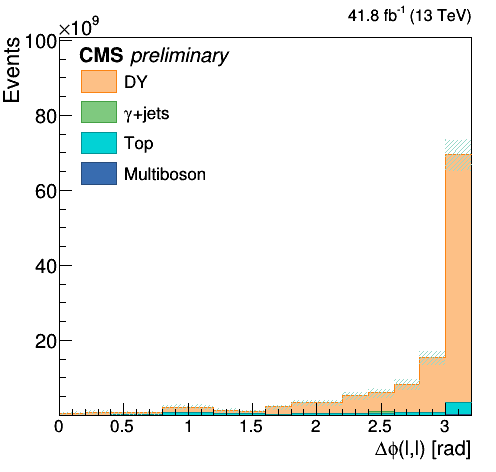 41.8 fb⁻¹ (13 TeV)
×10⁹
Events
CMS preliminary
DY
γ+jets
Top
Multiboson
100
80
60
40
20
0 0.5 1 1.5 2 2.5 3
Δϕ(l,l) [rad]